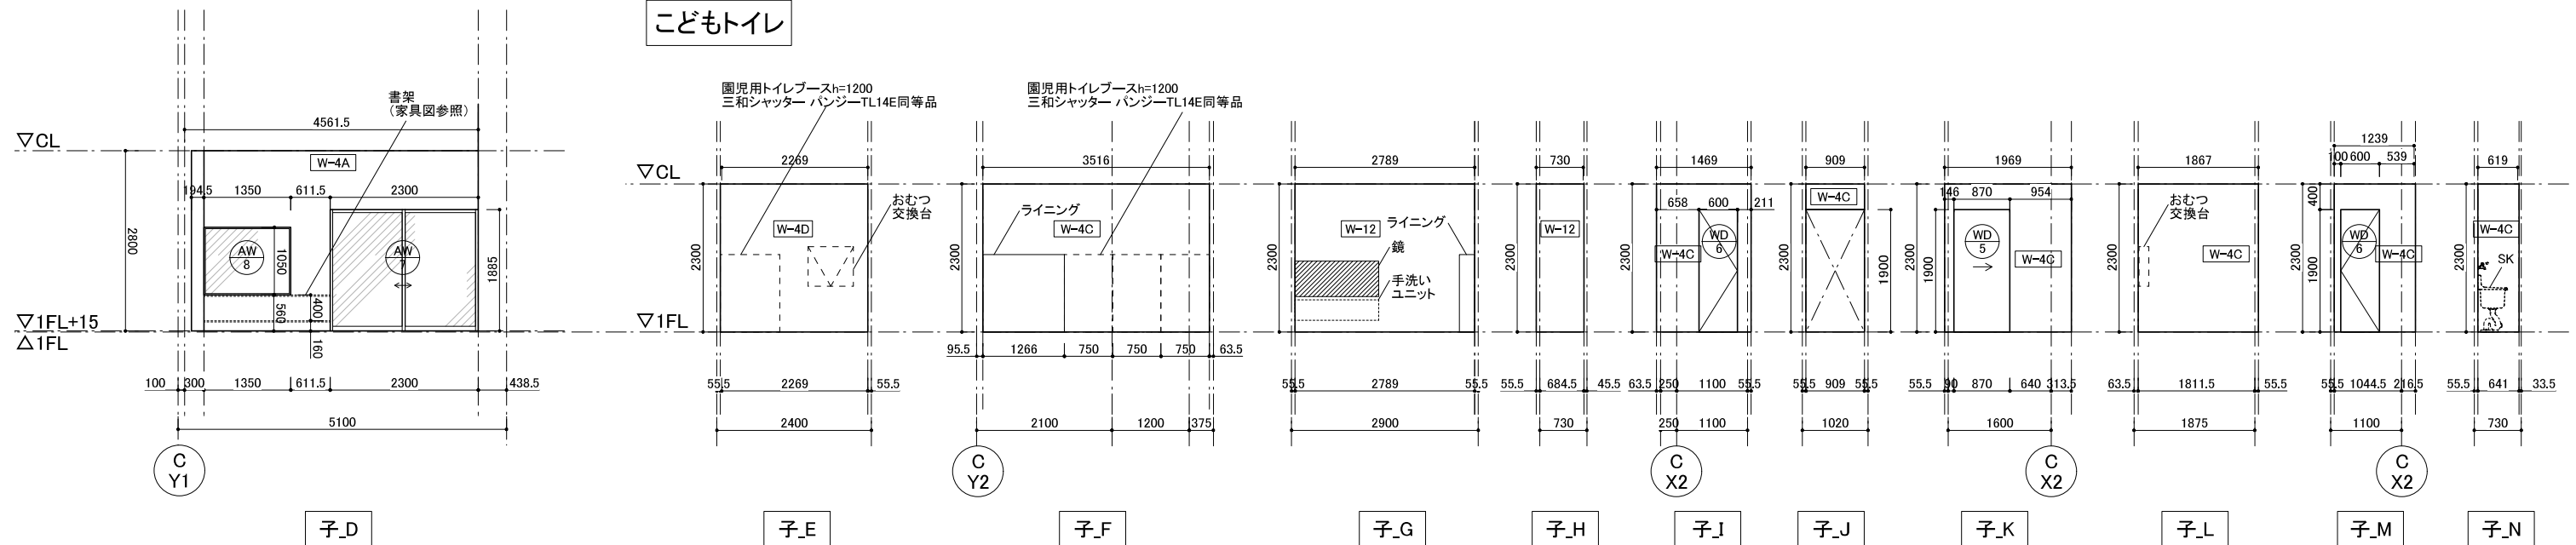 こどもトイレ
書架
（家具図参照）
4561.5
▽CL
W-4A
194.5 1350 611.5 2300
2800
AW
8
1050
AW
7
1885
560
400
▽1FL+15
△1FL
160
100 300 1350 611.5 2300 438.5
5100
C
Y1
子_D
園児用トイレブースh=1200
三和シャッター パンジーTL14E同等品
2269
▽CL
おむつ
交換台
W-4D
2300
▽1FL
55.5 2269 55.5
2400
子_E
園児用トイレブースh=1200
三和シャッター パンジーTL14E同等品
3516
ライニング
W-4C
2300
95.5 1266 750 750 750 63.5
2100 1200 375
C
Y2
子_F
2789
ライニング
W-12
鏡
2300
手洗い
ユニット
55.5 2789 55.5
2900
子_G
730
W-12
2300
55.5 684.5 45.5
730
子_H
1469
658 600 211
WD
6
W-4C
2300
63.5 250 1100 55.5
250 1100
C
X2
子_I
909
W-4C
2300
1900
55.5 909 55.5
1020
子_J
1969
146 870 954
WD
5
W-4C
2300
1900
55.5 90 870 640 313.5
1600
C
X2
子_K
1867
おむつ
交換台
W-4C
2300
63.5 1811.5 55.5
1875
子_L
1239
100 600 539
400
WD
6
W-4C
2300
1900
55.5 1044.5 216.5
1100
C
X2
子_M
619
W-4C
SK
2300
55.5 641 33.5
730
子_N